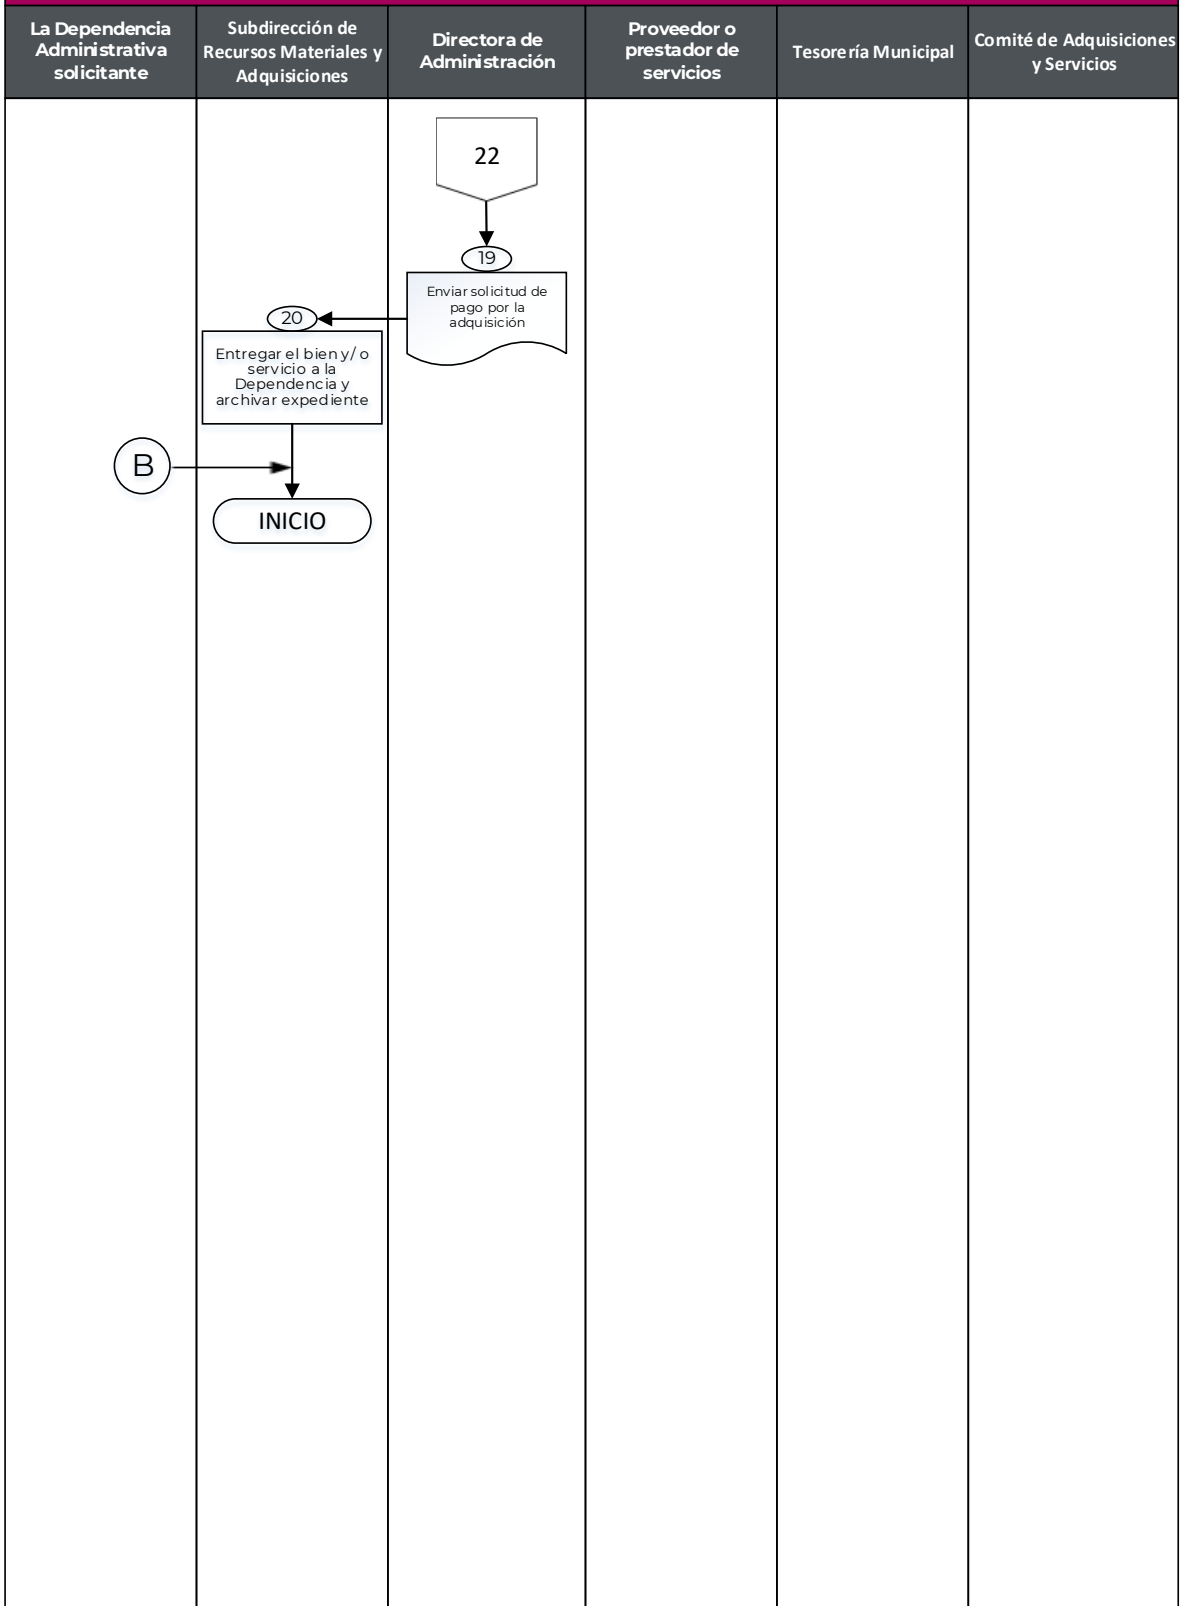 La Dependencia
Administrativa
solicitante
Subdirección de
Recursos Materiales y
Adquisiciones
Directora de
Administración
Proveedor o
prestador de
servicios
Tesorería Municipal
Comité de Adquisiciones
y Servicios
22
19
Enviar solicitud de
pago por la
adquisición
20
Entregar el bien y/o
servicio a la
Dependencia y
archivar expediente
B
INICIO